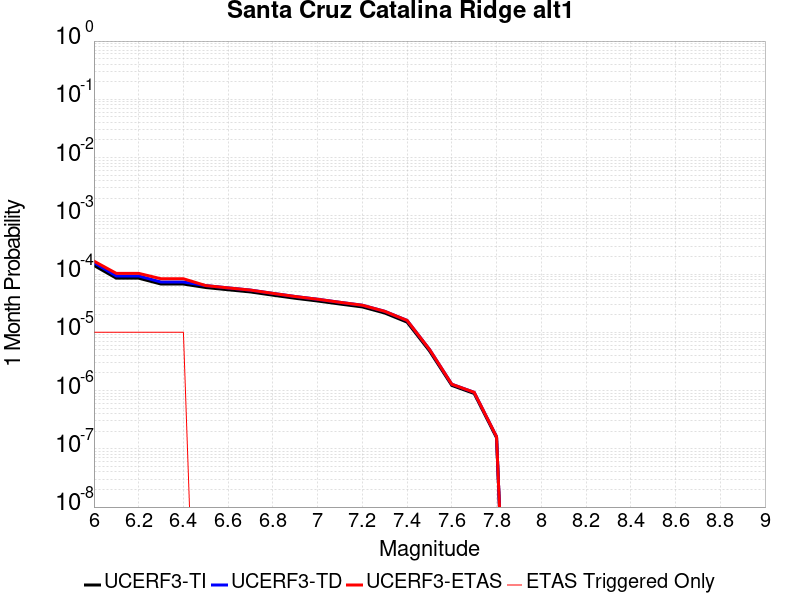 Santa Cruz Catalina Ridge alt1
1 Month Probability
10^0
10^-1
10^-2
10^-3
10^-4
10^-5
10^-6
10^-7
10^-8
6 6.2 6.4 6.6 6.8 7 7.2 7.4 7.6 7.8 8 8.2 8.4 8.6 8.8 9
Magnitude
UCERF3-TI UCERF3-TD UCERF3-ETAS ETAS Triggered Only